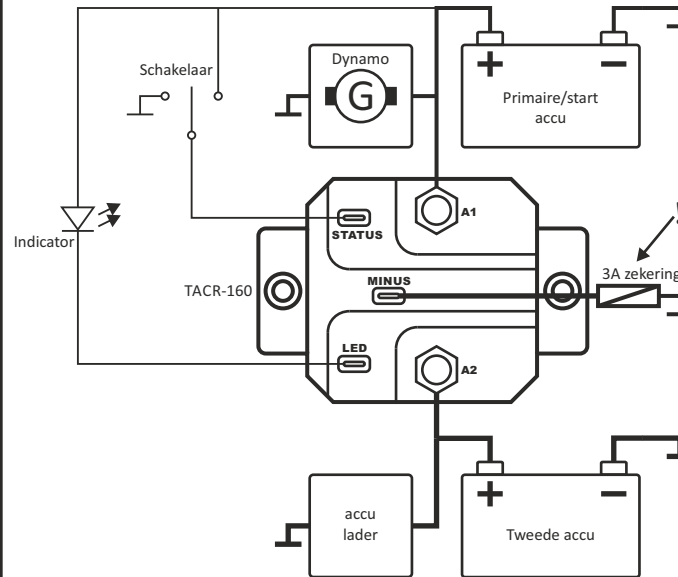 Schakelaar
Dynamo
G
Primaire/start
accu
A1
STATUS
Indicator
TACR-160
MINUS
3A zekering
LED
A2
accu
lader
Tweede accu